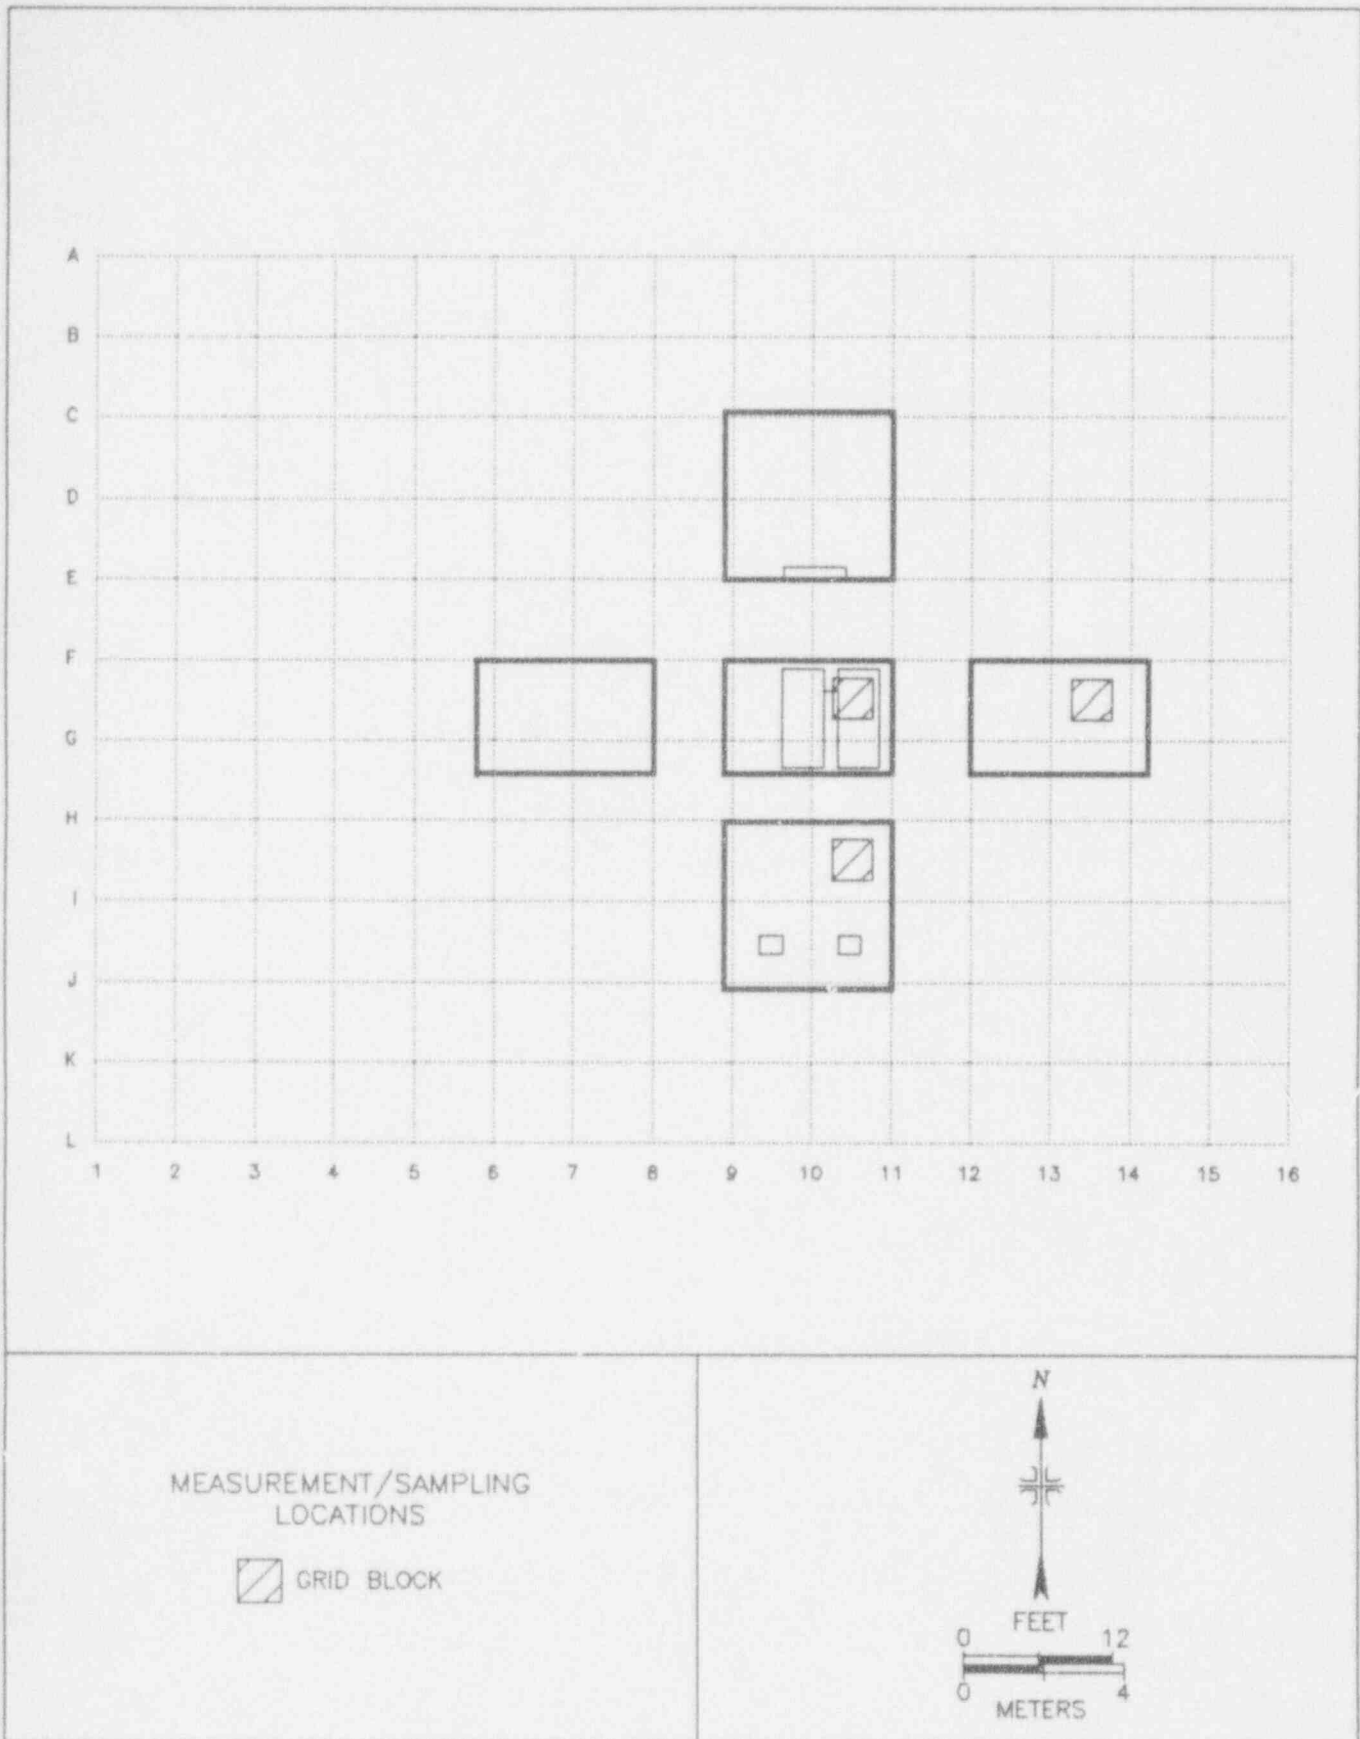 A
B
C
D
E
F
G
H
I
J
K
L
1 2 3 4 5 6 7 8 9 10 11 12 13 14 15 16
MEASUREMENT/SAMPLING
LOCATIONS
GRID BLOCK
N
FEET
0 12
0 4
METERS